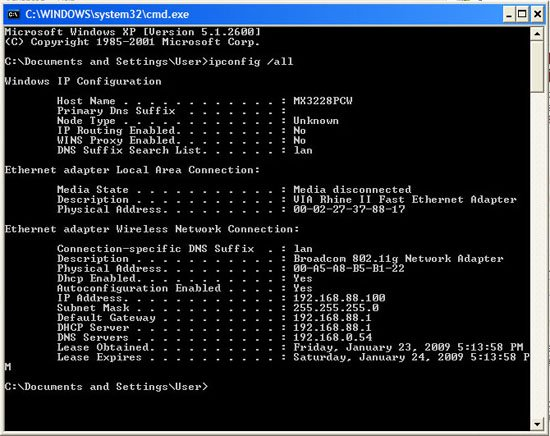 C:\WINDOWS\system32\cmd.exe
Microsoft Windows XP [Version 5.1.2600]
(C) Copyright 1985-2001 Microsoft Corp.
C:\Documents and Settings\User>ipconfig /all
Windows IP Configuration
Host Name . . . . . . . . . . . . : MX3228PCW
Primary Dns Suffix  . . . . . . . :
Node Type . . . . . . . . . . . . : Unknown
IP Routing Enabled. . . . . . . . : No
WINS Proxy Enabled. . . . . . . . : No
DNS Suffix Search List. . . . . . : lan
Ethernet adapter Local Area Connection:
Media State . . . . . . . . . . . : Media disconnected
Description . . . . . . . . . . . : VIA Rhine II Fast Ethernet Adapter
Physical Address. . . . . . . . . : 00-02-27-37-88-17
Ethernet adapter Wireless Network Connection:
Connection-specific DNS Suffix  . : lan
Description . . . . . . . . . . . : Broadcom 802.11g Network Adapter
Physical Address. . . . . . . . . : 00-A5-A8-B5-B1-22
Dhcp Enabled. . . . . . . . . . . : Yes
Autoconfiguration Enabled . . . . : Yes
IP Address. . . . . . . . . . . . : 192.168.88.100
Subnet Mask . . . . . . . . . . . : 255.255.255.0
Default Gateway . . . . . . . . . : 192.168.88.1
DHCP Server . . . . . . . . . . . : 192.168.88.1
DNS Servers . . . . . . . . . . . : 192.168.0.54
Lease Obtained. . . . . . . . . . : Friday, January 23, 2009 5:13:58 PM
Lease Expires . . . . . . . . . . : Saturday, January 24, 2009 5:13:58 P
M
C:\Documents and Settings\User>